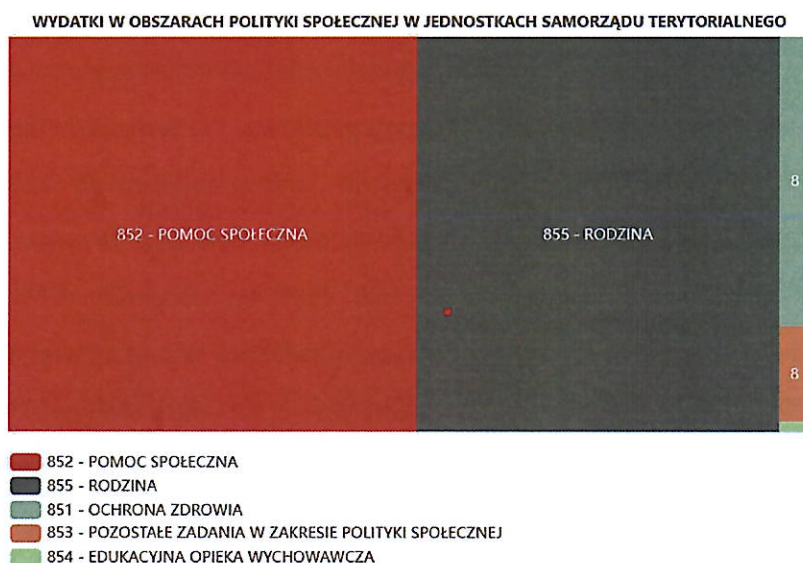 WYDATKI W OBSZARACH POLITYKI SPOŁECZNEJ W JEDNOSTKACH SAMORZĄDU TERYTORIALNEGO
8
852 - POMOC SPOŁECZNA
855 - RODZINA
8
852 - POMOC SPOŁECZNA
855 - RODZINA
851 - OCHRONA ZDROWIA
853 - POZOSTAŁE ZADANIA W ZAKRESIE POLITYKI SPOŁECZNEJ
854 - EDUKACYJNA OPIEKA WYCHOWAWCZA